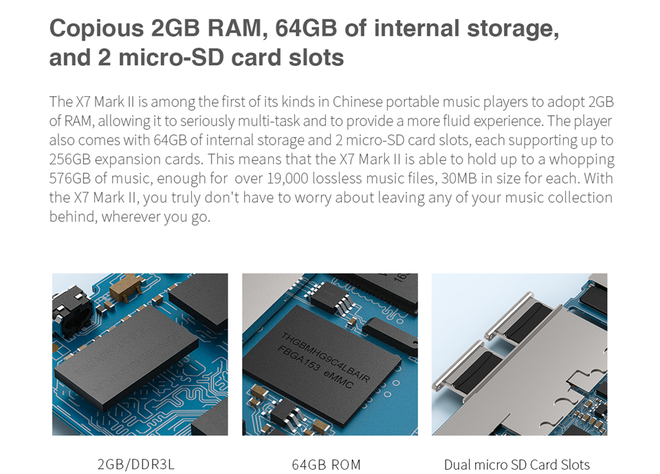 Copious 2GB RAM, 64GB of internal storage,
and 2 micro-SD card slots
The X7 Mark II is among the first of its kinds in Chinese portable music players to adopt 2GB
of RAM, allowing it to seriously multi-task and to provide a more fluid experience. The player
also comes with 64GB of internal storage and 2 micro-SD card slots, each supporting up to
256GB expansion cards. This means that the X7 Mark II is able to hold up to a whopping
576GB of music, enough for  over 19,000 lossless music files, 30MB in size for each. With
the X7 Mark II, you truly don't have to worry about leaving any of your music collection
behind, wherever you go.
THGBMHG9C4LBAIR
FBGA153 eMMC
2GB/DDR3L
64GB ROM
Dual micro SD Card Slots